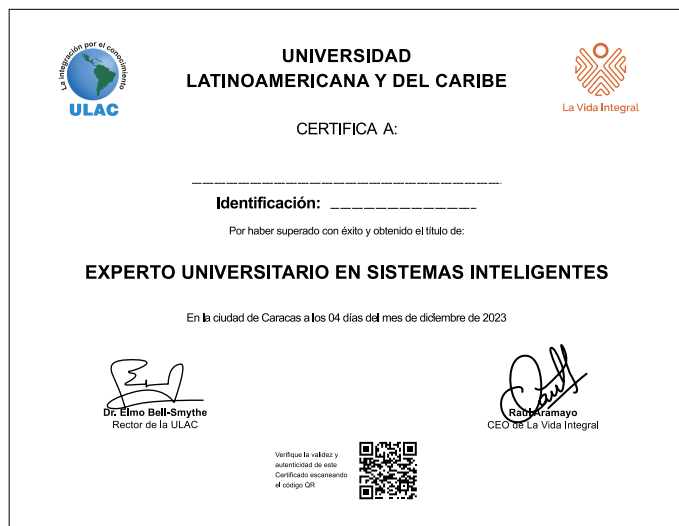 La integración por el conocimiento
ULAC
UNIVERSIDAD
LATINOAMERICANA Y DEL CARIBE
La Vida Integral
CERTIFICA A:
Identificación:
Por haber superado con éxito y obtenido el título de:
EXPERTO UNIVERSITARIO EN SISTEMAS INTELIGENTES
En la ciudad de Caracas a los 04 días del mes de diciembre de 2023
Dr. Elmo Bell-Smythe
Rector de la ULAC
Raúl Aramayo
CEO de La Vida Integral
Verifique la validez y
autenticidad de este
Certificado escaneando
el código QR